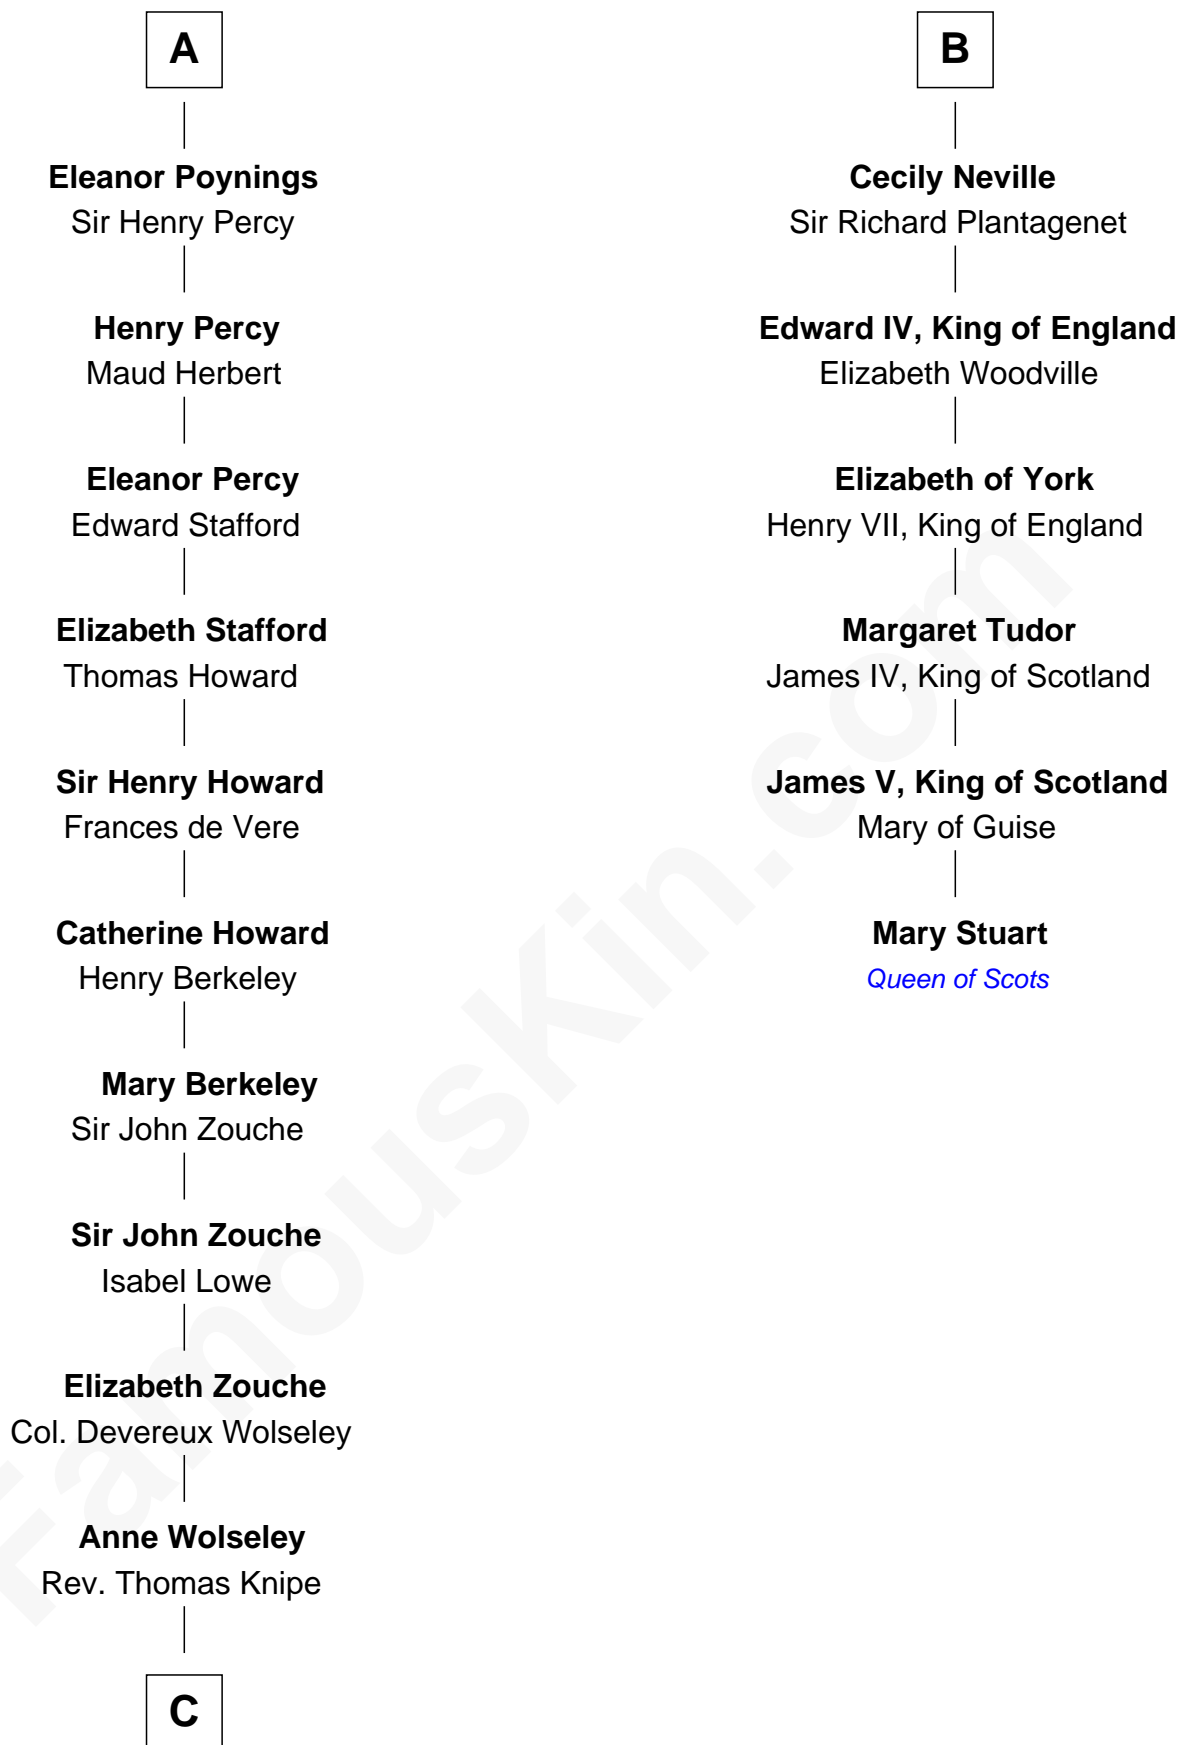 A
Eleanor Poynings
Sir Henry Percy
Henry Percy
Maud Herbert
Eleanor Percy
Edward Stafford
Elizabeth Stafford
Thomas Howard
Sir Henry Howard
Frances de Vere
Catherine Howard
Henry Berkeley
Mary Berkeley
Sir John Zouche
Sir John Zouche
Isabel Lowe
Elizabeth Zouche
Col. Devereux Wolseley
Anne Wolseley
Rev. Thomas Knipe
C
B
Cecily Neville
Sir Richard Plantagenet
Edward IV, King of England
Elizabeth Woodville
Elizabeth of York
Henry VII, King of England
Margaret Tudor
James IV, King of Scotland
James V, King of Scotland
Mary of Guise
Mary Stuart
Queen of Scots
FamousKin.com